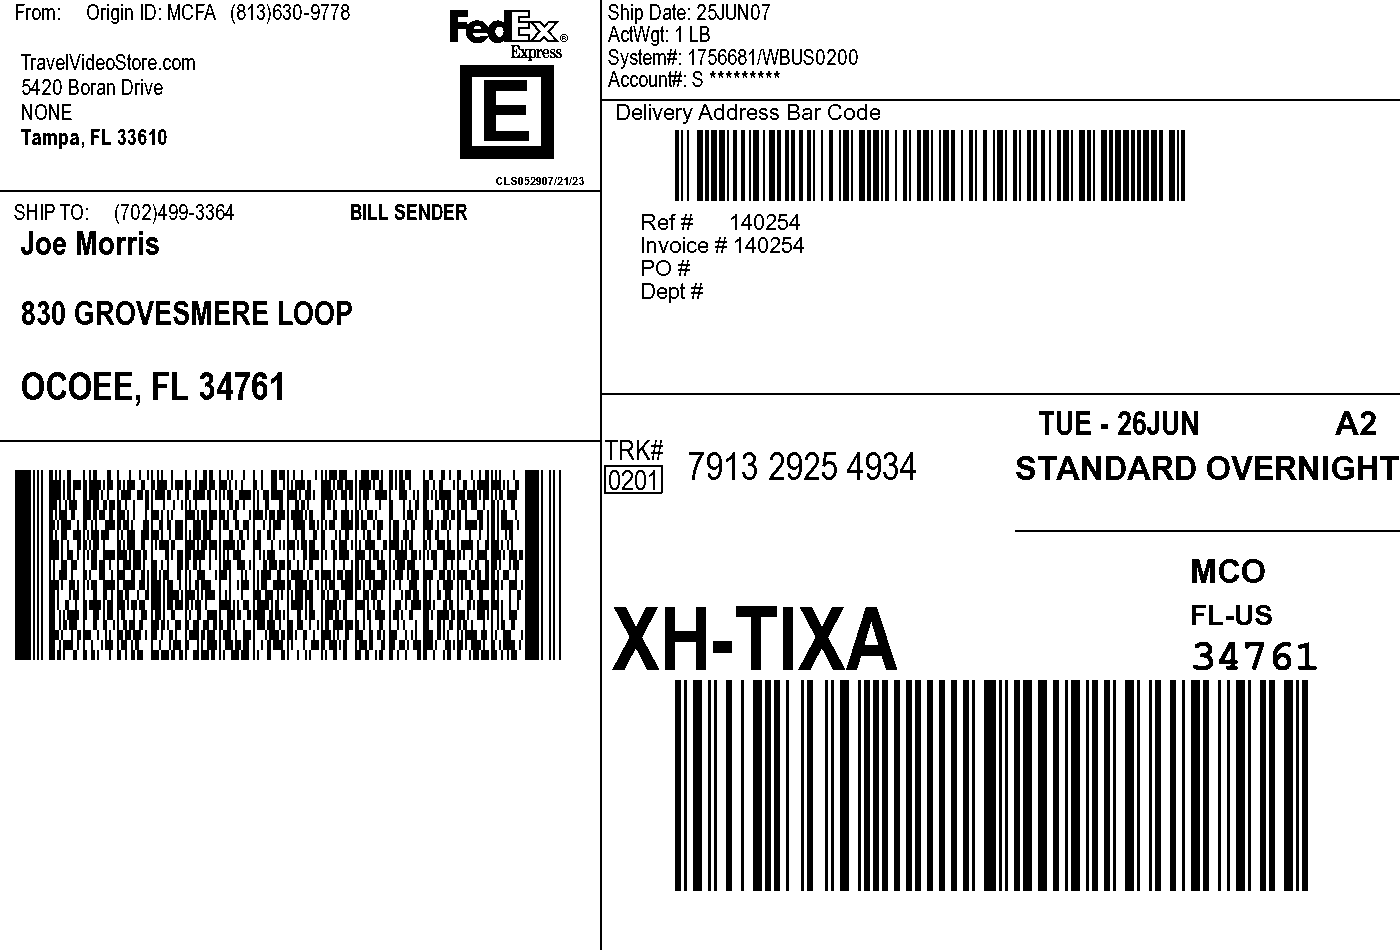 From: Origin ID: MCFA (813)630-9778
TravelVideoStore.com
5420 Boran Drive
NONE
Tampa, FL 33610
FedEx®
Express
E
CLS052907/21/23
Ship Date: 25JUN07
ActWgt: 1 LB
System#: 1756681/WBUS0200
Account#: S *********
Delivery Address Bar Code
Ref # 140254
Invoice # 140254
PO #
Dept #
SHIP TO: (702)499-3364 BILL SENDER
Joe Morris
830 GROVESMERE LOOP
OCOEE, FL 34761
TRK#
0201
7913 2925 4934
TUE - 26JUN A2
STANDARD OVERNIGHT
MCO
FL-US
34761
XH-TIXA